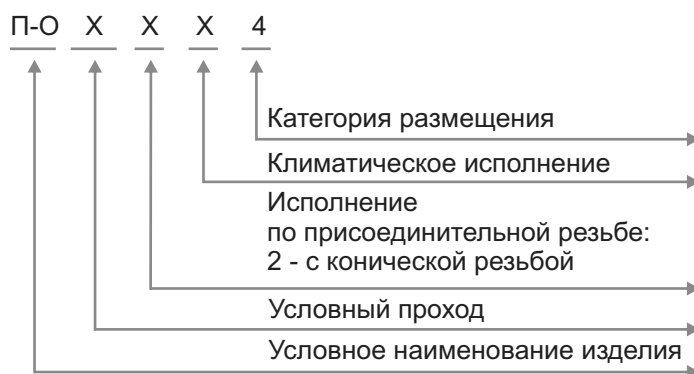 П-О Х Х Х 4
Категория размещения
Климатическое исполнение
Исполнение
по присоединительной резьбе:
2 - с конической резьбой
Условный проход
Условное наименование изделия